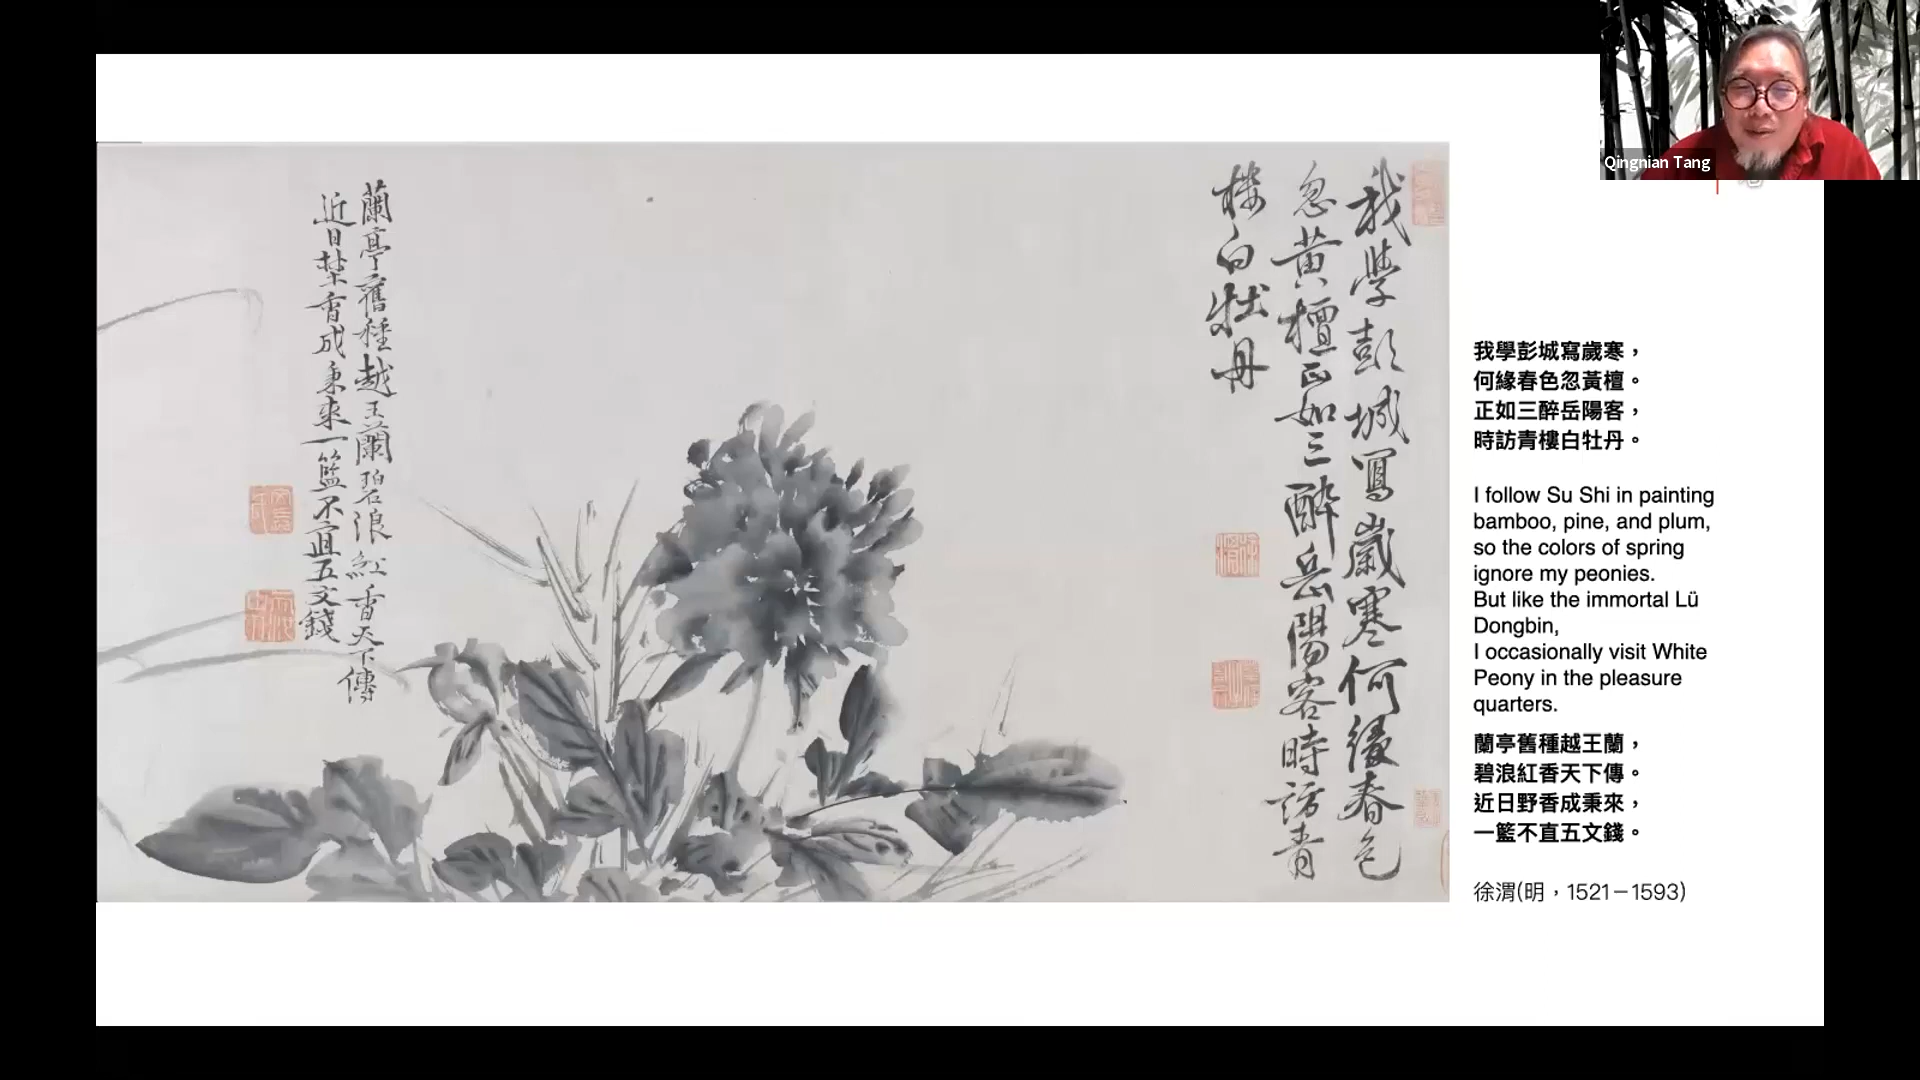 Qingnian Tang
我學彭城寫歲寒何緣春色
忽黃檀正如三醉岳陽客時訪青
樓白牡丹
蘭亭舊種越王蘭碧浪紅香天下傳
近日埜香成秉來一籃不直五文錢
我學彭城寫歲寒，
何緣春色忽黃檀。
正如三醉岳陽客，
時訪青樓白牡丹。
I follow Su Shi in painting
bamboo, pine, and plum,
so the colors of spring
ignore my peonies.
But like the immortal Lü
Dongbin,
I occasionally visit White
Peony in the pleasure
quarters.
蘭亭舊種越王蘭，
碧浪紅香天下傳。
近日野香成秉來，
一籃不直五文錢。
徐渭(明，1521－1593)